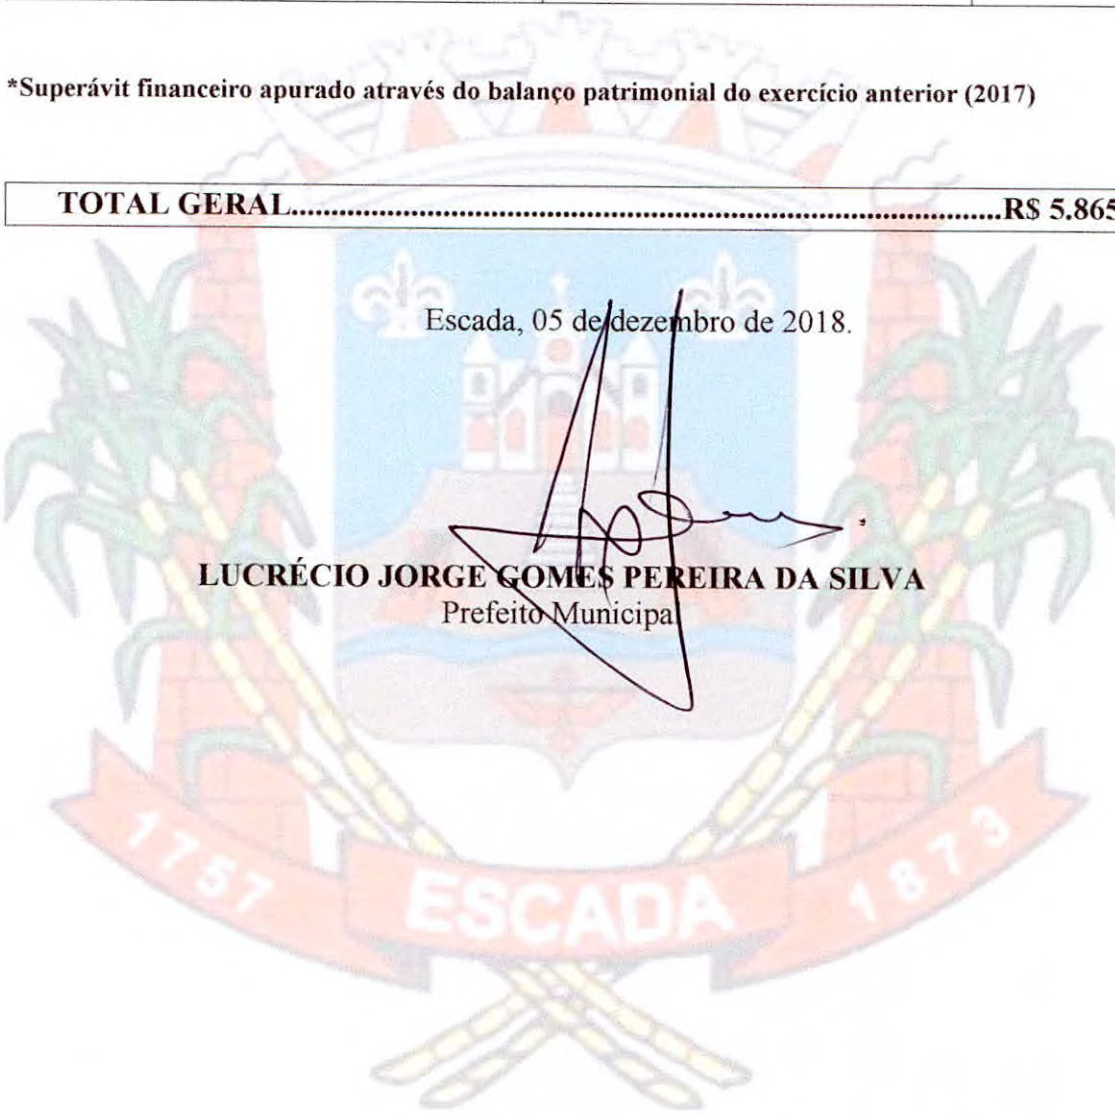 *Superávit financeiro apurado através do balanço patrimonial do exercício anterior (2017)
TOTAL GERAL..........................................................................................R$ 5.865
Escada, 05 de dezembro de 2018.
LUCRÉCIO JORGE GOMES PEREIRA DA SILVA
Prefeito Municipal
1757
ESCADA
1873